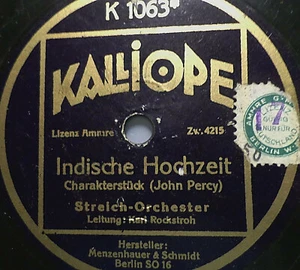 K 1063
KALLIOPE
Lizenz Ammre
Zw. 4215
Indische Hochzeit
Charakterstück (John Percy)
Streich-Orchester
Leitung: Karl Rockstroh
Hersteller:
Menzenhauer & Schmidt
Berlin SO 16